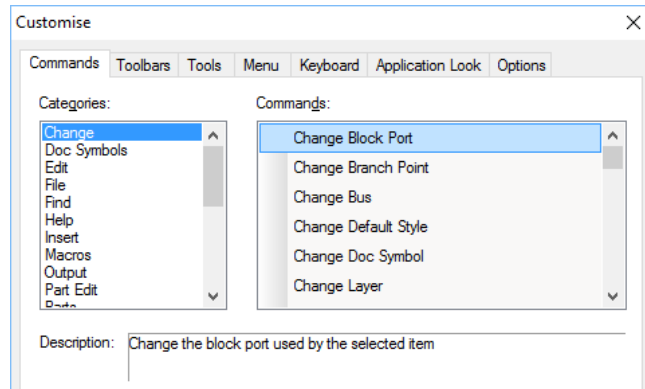 Customise
Commands Toolbars Tools Menu Keyboard Application Look Options
Categories:
Commands:
Change
Doc Symbols
Edit
File
Find
Help
Insert
Macros
Output
Part Edit
Parts
Change Block Port
Change Branch Point
Change Bus
Change Default Style
Change Doc Symbol
Change Layer
Description: Change the block port used by the selected item